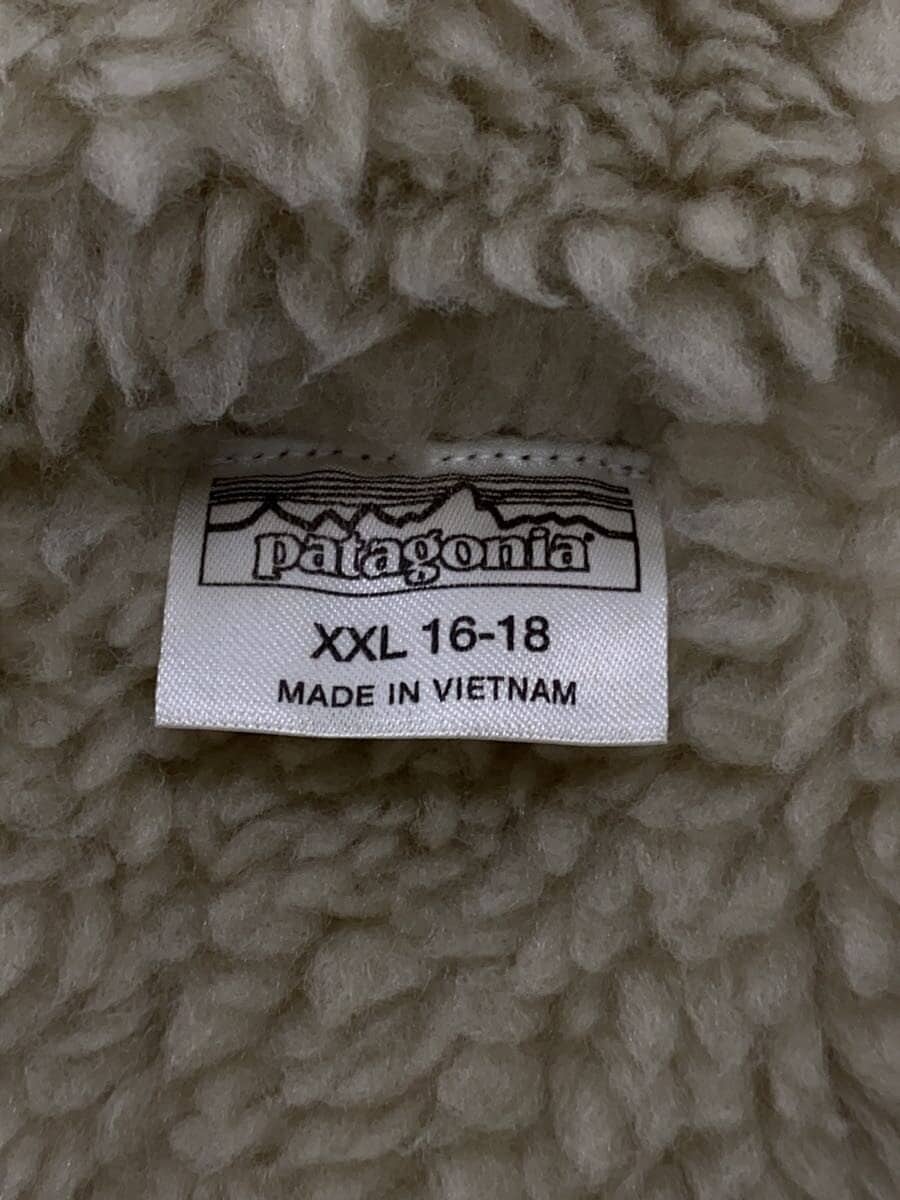 patagonia®
XXL 16-18
MADE IN VIETNAM